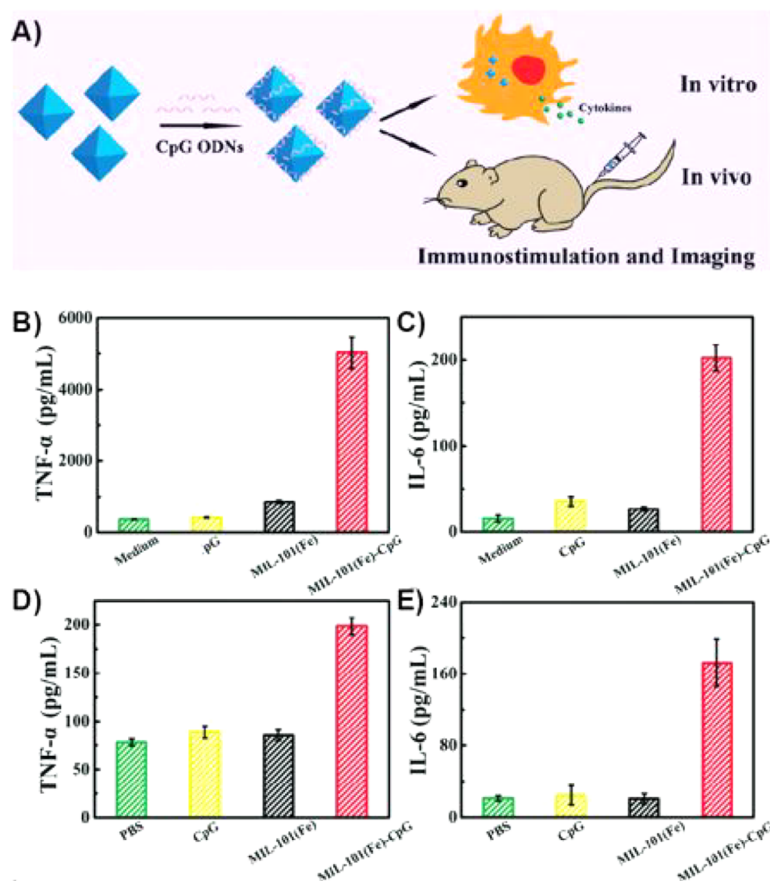 A)
CpG ODNs
Cytokines
In vitro
In vivo
Immunostimulation and Imaging
B)
TNF-α (pg/mL)
6000
4000
2000
0
Medium
pG
MIL-101(Fe)
MIL-101(Fe)-CpG
C)
IL-6 (pg/mL)
200
100
0
Medium
CpG
MIL-101(Fe)
MIL-101(Fe)-CpG
D)
TNF-α (pg/mL)
200
150
100
50
0
PBS
CpG
MIL-101(Fe)
MIL-101(Fe)-CpG
E)
IL-6 (pg/mL)
240
160
80
0
PBS
CpG
MIL-101(Fe)
MIL-101(Fe)-CpG